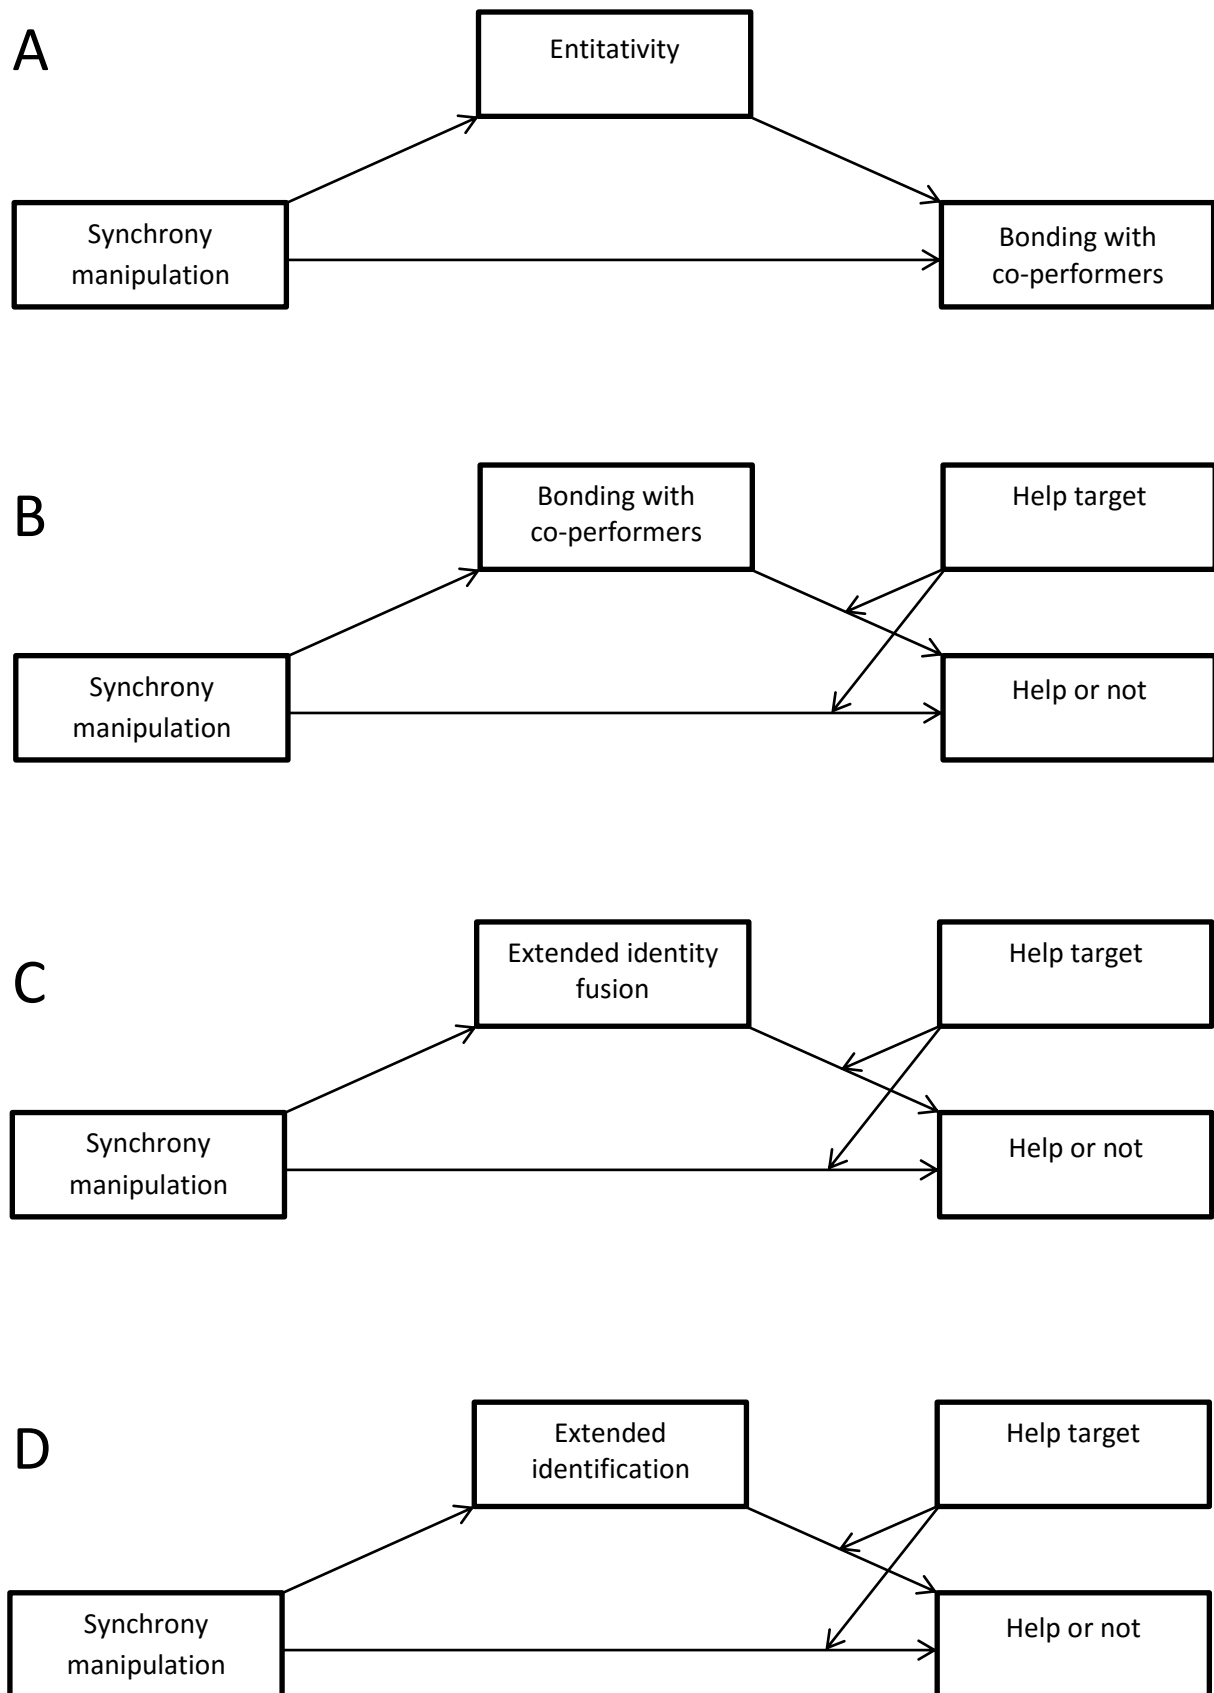 A
Entitativity
Synchrony
manipulation
Bonding with
co-performers
B
Bonding with
co-performers
Help target
Synchrony
manipulation
Help or not
C
Extended identity
fusion
Help target
Synchrony
manipulation
Help or not
D
Extended
identification
Help target
Synchrony
manipulation
Help or not